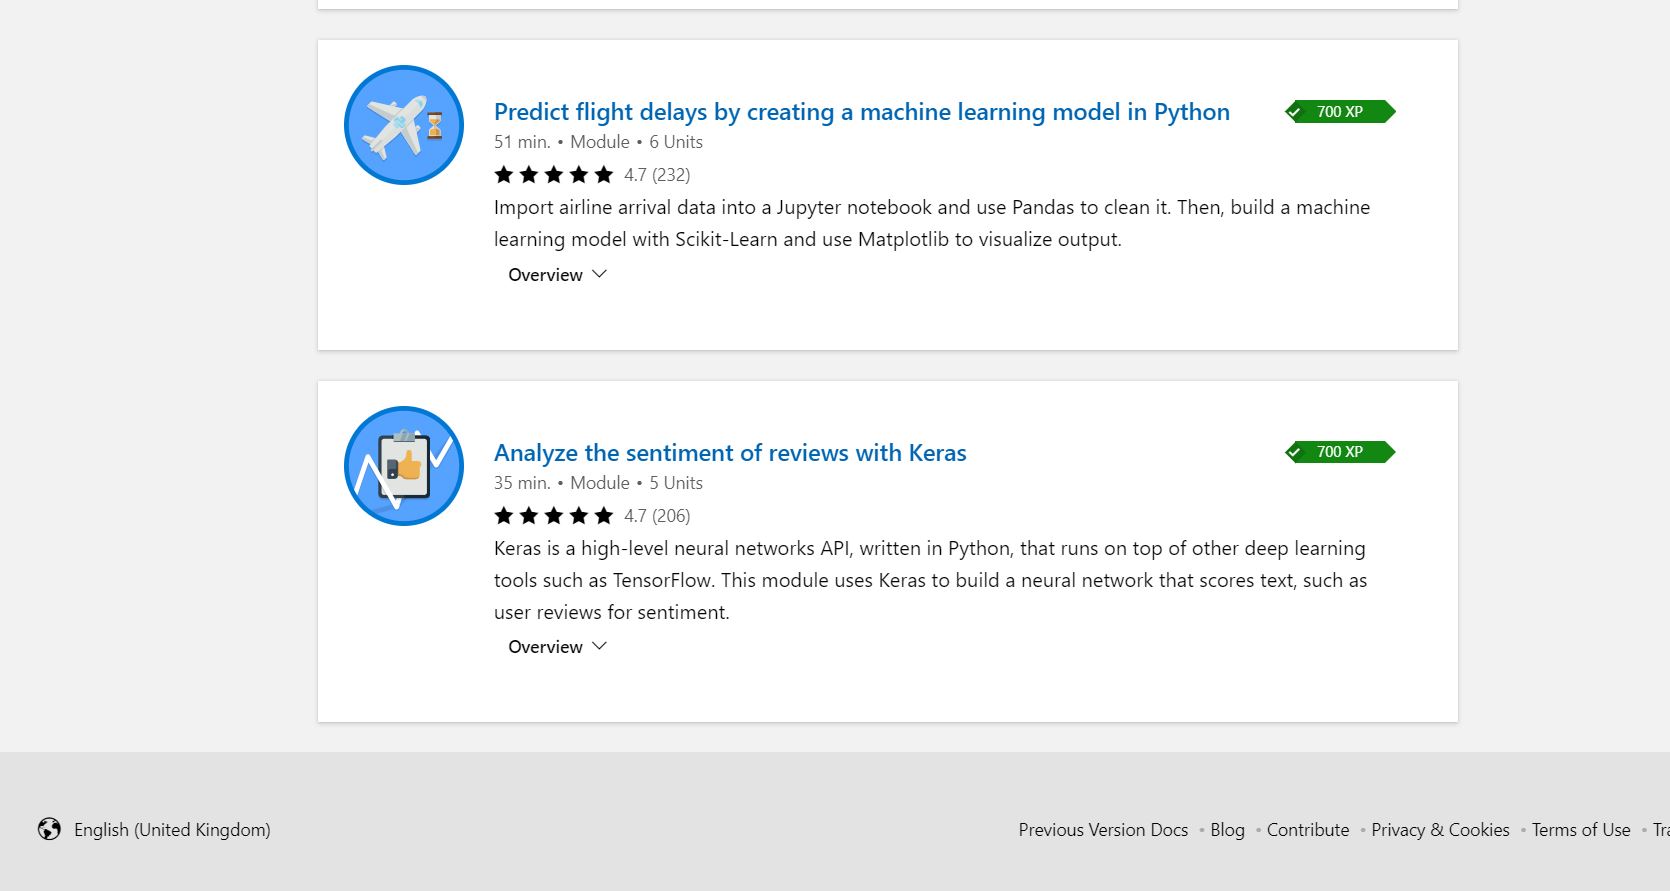 Predict flight delays by creating a machine learning model in Python
700 XP
51 min. • Module • 6 Units
4.7 (232)
Import airline arrival data into a Jupyter notebook and use Pandas to clean it. Then, build a machine
learning model with Scikit-Learn and use Matplotlib to visualize output.
Overview
Analyze the sentiment of reviews with Keras
700 XP
35 min. • Module • 5 Units
4.7 (206)
Keras is a high-level neural networks API, written in Python, that runs on top of other deep learning
tools such as TensorFlow. This module uses Keras to build a neural network that scores text, such as
user reviews for sentiment.
Overview
English (United Kingdom)
Previous Version Docs • Blog • Contribute • Privacy & Cookies • Terms of Use •